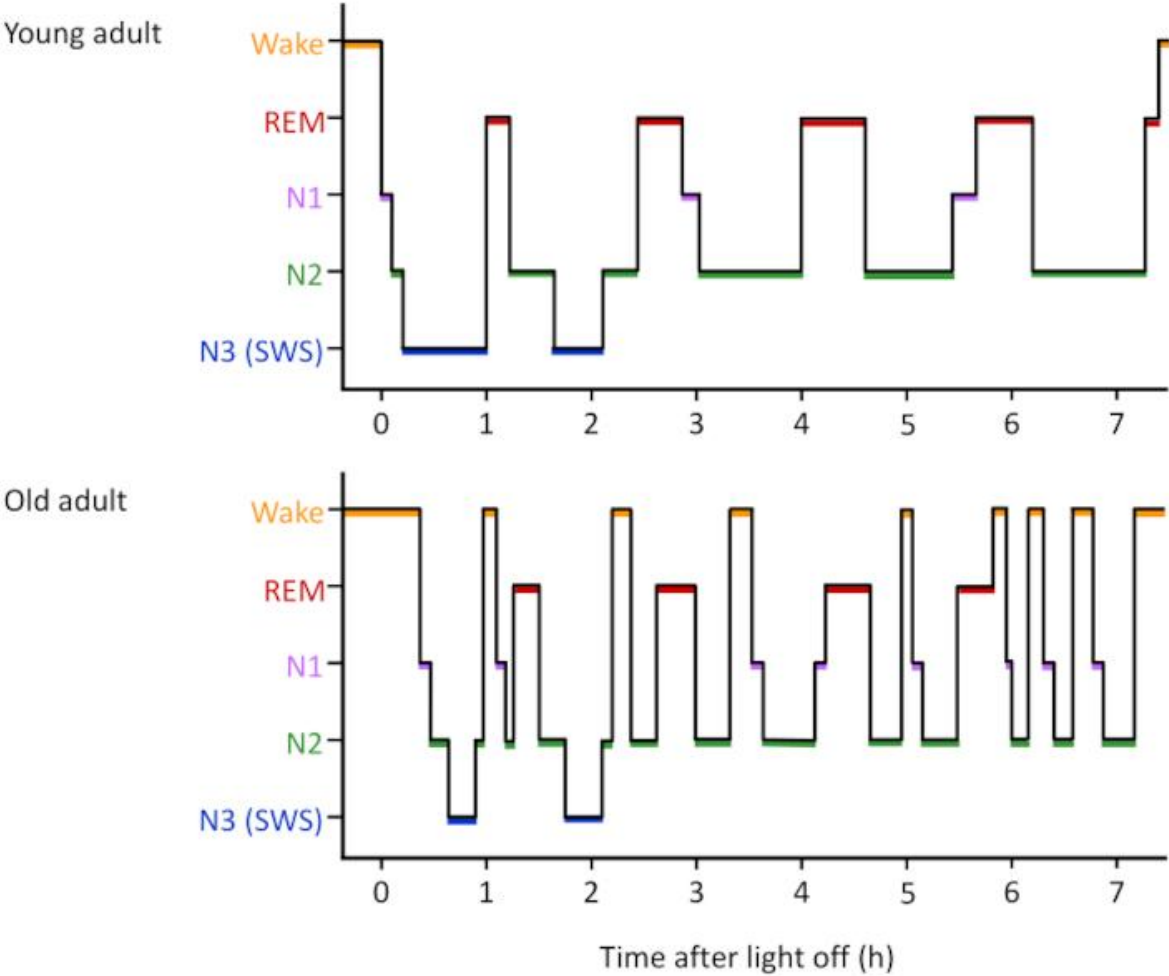 Young adult
Wake
REM
N1
N2
N3 (SWS)
0 1 2 3 4 5 6 7
Old adult
Wake
REM
N1
N2
N3 (SWS)
0 1 2 3 4 5 6 7
Time after light off (h)